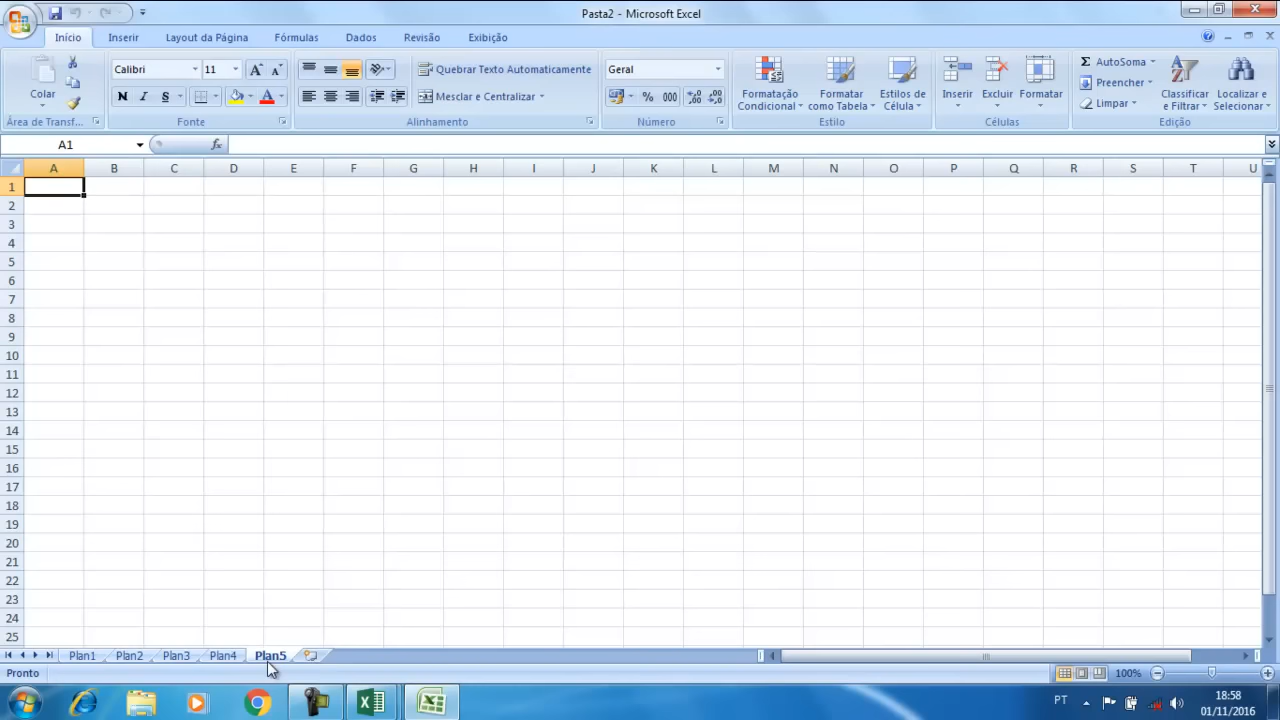 Pasta2 - Microsoft Excel
Início Inserir Layout da Página Fórmulas Dados Revisão Exibição
Colar
Área de Transf...
Calibri 11
N I S
Fonte
Quebrar Texto Automaticamente
Mesclar e Centralizar
Alinhamento
Geral
% 000
Número
Formatação Condicional
Formatar como Tabela
Estilos de Célula
Estilo
Inserir Excluir Formatar
Células
Σ AutoSoma
Preencher
Limpar
Classificar e Filtrar
Localizar e Selecionar
Edição
A1 fx
A B C D E F G H I J K L M N O P Q R S T U
1
2
3
4
5
6
7
8
9
10
11
12
13
14
15
16
17
18
19
20
21
22
23
24
25
Plan1 Plan2 Plan3 Plan4 Plan5
Pronto 100%
PT 18:58
01/11/2016